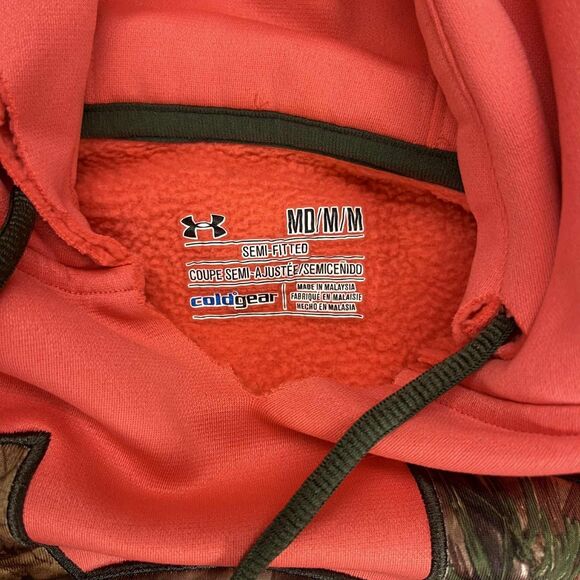 MD/M/M
SEMI-FITTED
COUPE SEMI-AJUSTÉE/SEMICEÑIDO
coldgear
MADE IN MALAYSIA
FABRIQUÉ EN MALAISIE
HECHO EN MALASIA